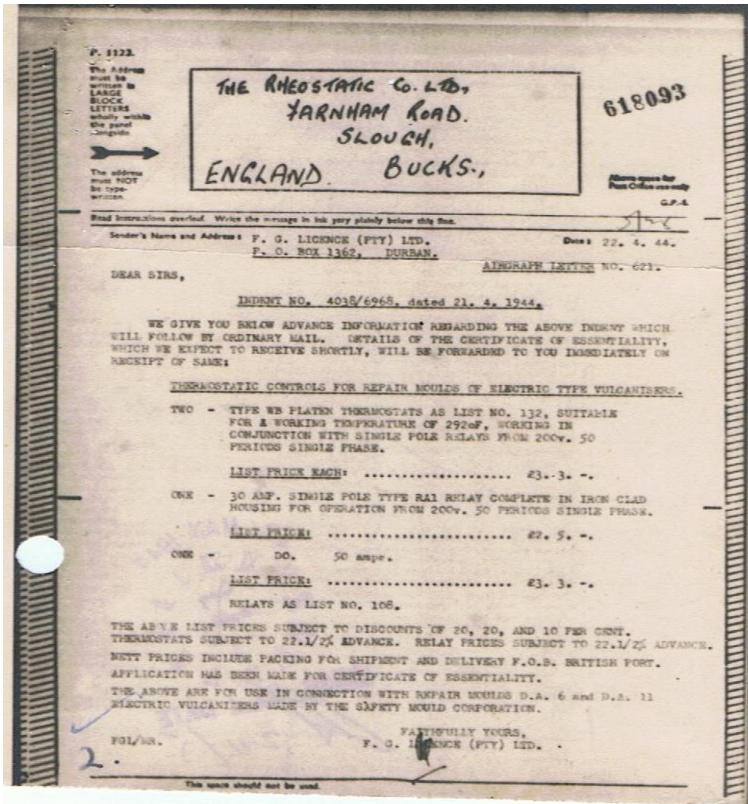 P. 1122.
The Address
must be
written in
LARGE
BLOCK
LETTERS
wholly within
the panel
alongside
The address
must NOT
be type-
written.
THE RHEOSTATIC Co. LTD,
FARNHAM ROAD.
SLOUGH,
ENGLAND. BUCKS.,
618093
Above space for
Post Office use only
G.P.-S.
Read instructions overleaf. Write the message in ink very plainly below this line.
Sender's Name and Address: F. G. LICENCE (PTY) LTD. Date: 22. 4. 44.
P. O. BOX 1362, DURBAN.
AIRGRAPH LETTER NO. 621.
DEAR SIRS,
INDENT NO. 4038/6968, dated 21. 4. 1944.
WE GIVE YOU BELOW ADVANCE INFORMATION REGARDING THE ABOVE INDENT WHICH
WILL FOLLOW BY ORDINARY MAIL. DETAILS OF THE CERTIFICATE OF ESSENTIALITY,
WHICH WE EXPECT TO RECEIVE SHORTLY, WILL BE FORWARDED TO YOU IMMEDIATELY ON
RECEIPT OF SAME:
THERMOSTATIC CONTROLS FOR REPAIR MOULDS OF ELECTRIC TYPE VULCANISERS.
TWO - TYPE WB PLATEN THERMOSTATS AS LIST NO. 132, SUITABLE
FOR A WORKING TEMPERATURE OF 292oF, WORKING IN
CONJUNCTION WITH SINGLE POLE RELAYS FROM 200v. 50
PERIODS SINGLE PHASE.
LIST PRICE EACH: .................... £3. 3. -.
ONE - 30 AMP. SINGLE POLE TYPE RA1 RELAY COMPLETE IN IRON CLAD
HOUSING FOR OPERATION FROM 200v. 50 PERIODS SINGLE PHASE.
LIST PRICE: ........................ £2. 5. -.
ONE - DO. 50 amps.
LIST PRICE: ........................ £3. 3. -.
RELAYS AS LIST NO. 108.
THE ABOVE LIST PRICES SUBJECT TO DISCOUNTS OF 20, 20, AND 10 PER CENT.
THERMOSTATS SUBJECT TO 22.1/2% ADVANCE. RELAY PRICES SUBJECT TO 22.1/2% ADVANCE.
NETT PRICES INCLUDE PACKING FOR SHIPMENT AND DELIVERY F.O.B. BRITISH PORT.
APPLICATION HAS BEEN MADE FOR CERTIFICATE OF ESSENTIALITY.
THE ABOVE ARE FOR USE IN CONNECTION WITH REPAIR MOULDS D.A. 6 and D.A. 11
ELECTRIC VULCANISERS MADE BY THE SAFETY MOULD CORPORATION.
FAITHFULLY YOURS,
FGL/MR. F. G. LICENCE (PTY) LTD. .
2.
This space should not be used.